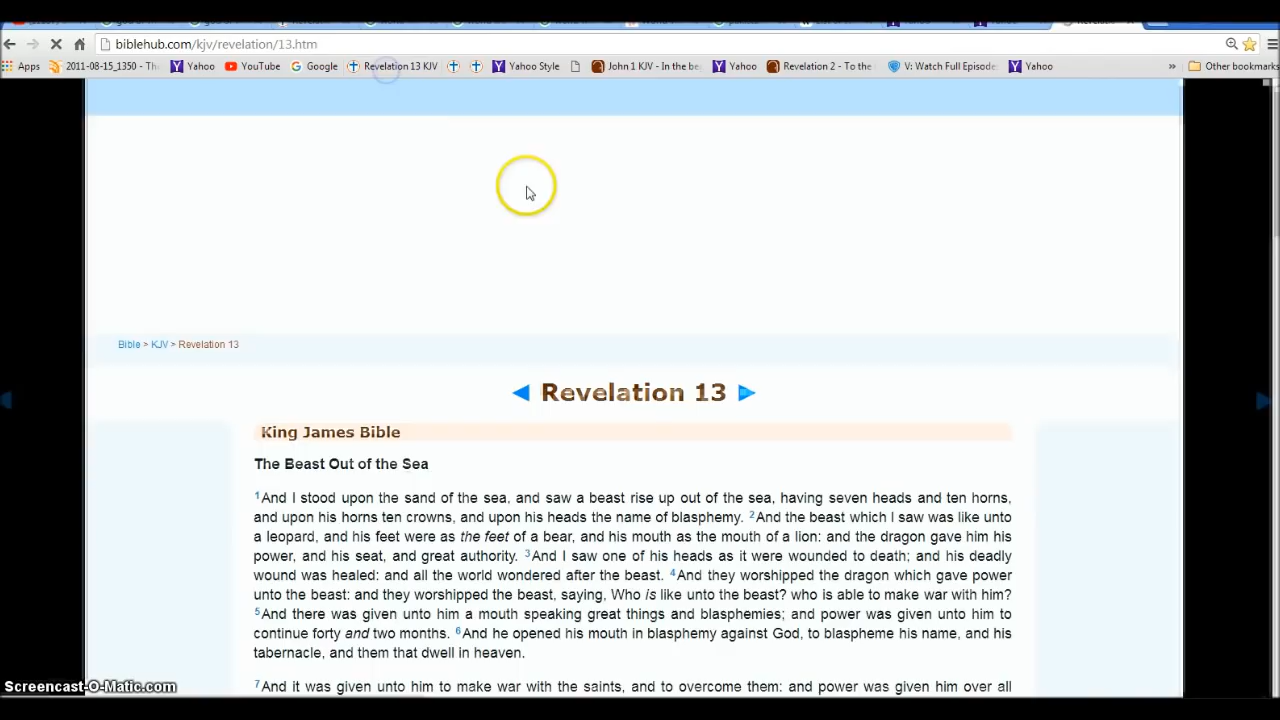 biblehub.com/kjv/revelation/13.htm
Apps 2011-08-15_1350 - Th Yahoo YouTube Google Revelation 13 KJV Yahoo Style John 1 KJV - In the be Yahoo Revelation 2 - To the V: Watch Full Episode Yahoo » Other bookmarks
Bible > KJV > Revelation 13
Revelation 13
King James Bible
The Beast Out of the Sea
1And I stood upon the sand of the sea, and saw a beast rise up out of the sea, having seven heads and ten horns,
and upon his horns ten crowns, and upon his heads the name of blasphemy. 2And the beast which I saw was like unto
a leopard, and his feet were as the feet of a bear, and his mouth as the mouth of a lion: and the dragon gave him his
power, and his seat, and great authority. 3And I saw one of his heads as it were wounded to death; and his deadly
wound was healed: and all the world wondered after the beast. 4And they worshipped the dragon which gave power
unto the beast: and they worshipped the beast, saying, Who is like unto the beast? who is able to make war with him?
5And there was given unto him a mouth speaking great things and blasphemies; and power was given unto him to
continue forty and two months. 6And he opened his mouth in blasphemy against God, to blaspheme his name, and his
tabernacle, and them that dwell in heaven.
7And it was given unto him to make war with the saints, and to overcome them: and power was given him over all
Screencast-O-Matic.com